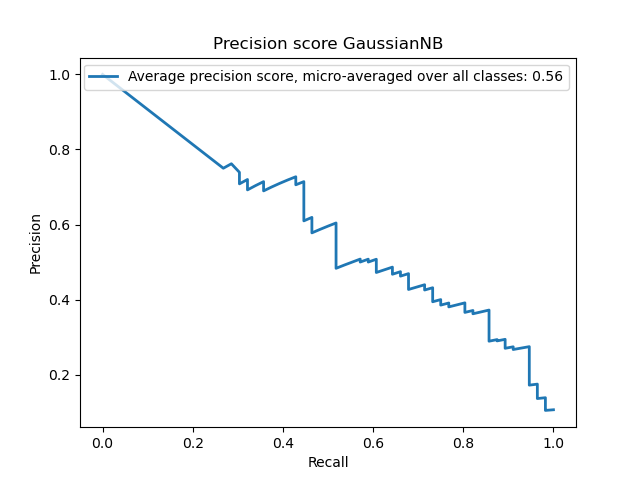 Precision score GaussianNB
Average precision score, micro-averaged over all classes: 0.56
1.0
0.8
0.6
0.4
0.2
Precision
0.0
0.2
0.4
0.6
0.8
1.0
Recall